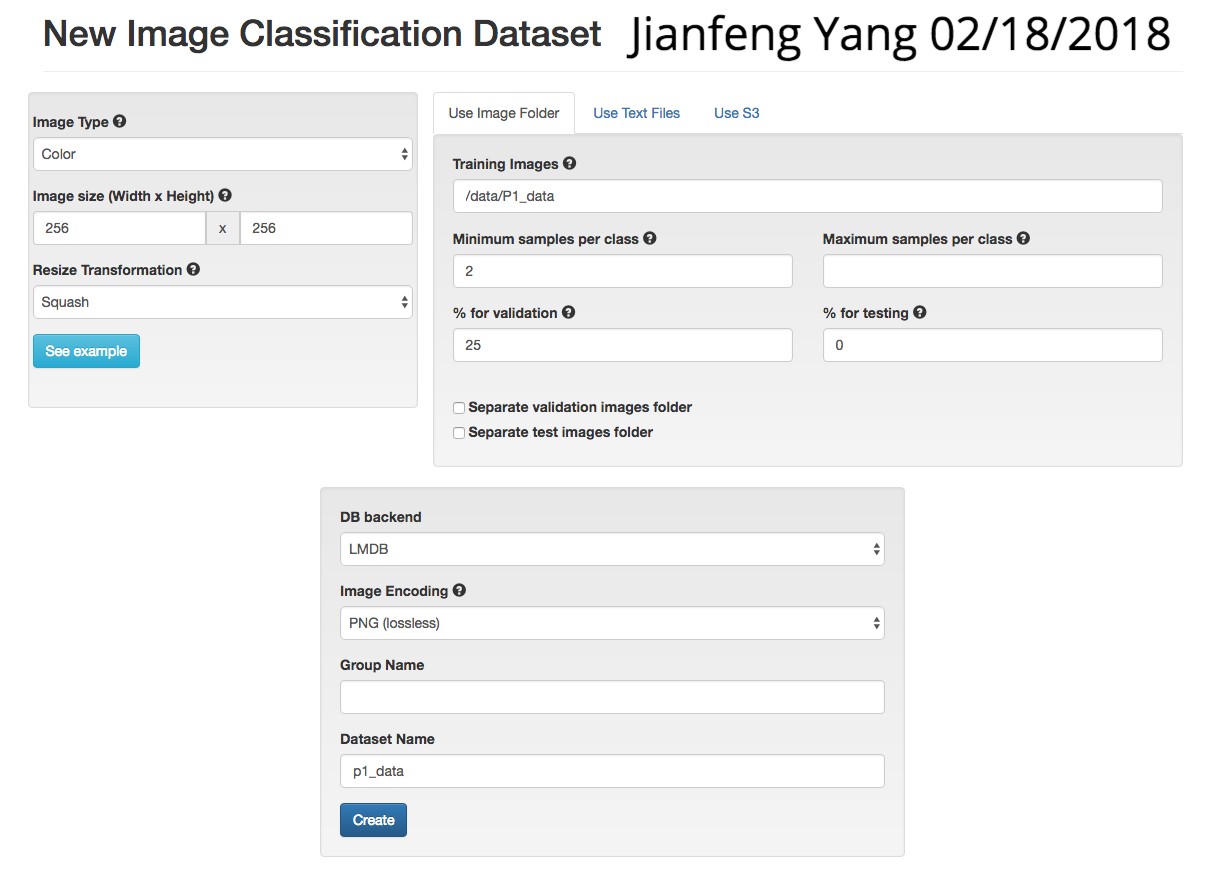 New Image Classification Dataset Jianfeng Yang 02/18/2018
Image Type
Color
Image size (Width x Height)
256 x 256
Resize Transformation
Squash
See example
Use Image Folder Use Text Files Use S3
Training Images
/data/P1_data
Minimum samples per class Maximum samples per class
2
% for validation % for testing
25 0
Separate validation images folder
Separate test images folder
DB backend
LMDB
Image Encoding
PNG (lossless)
Group Name
Dataset Name
p1_data
Create